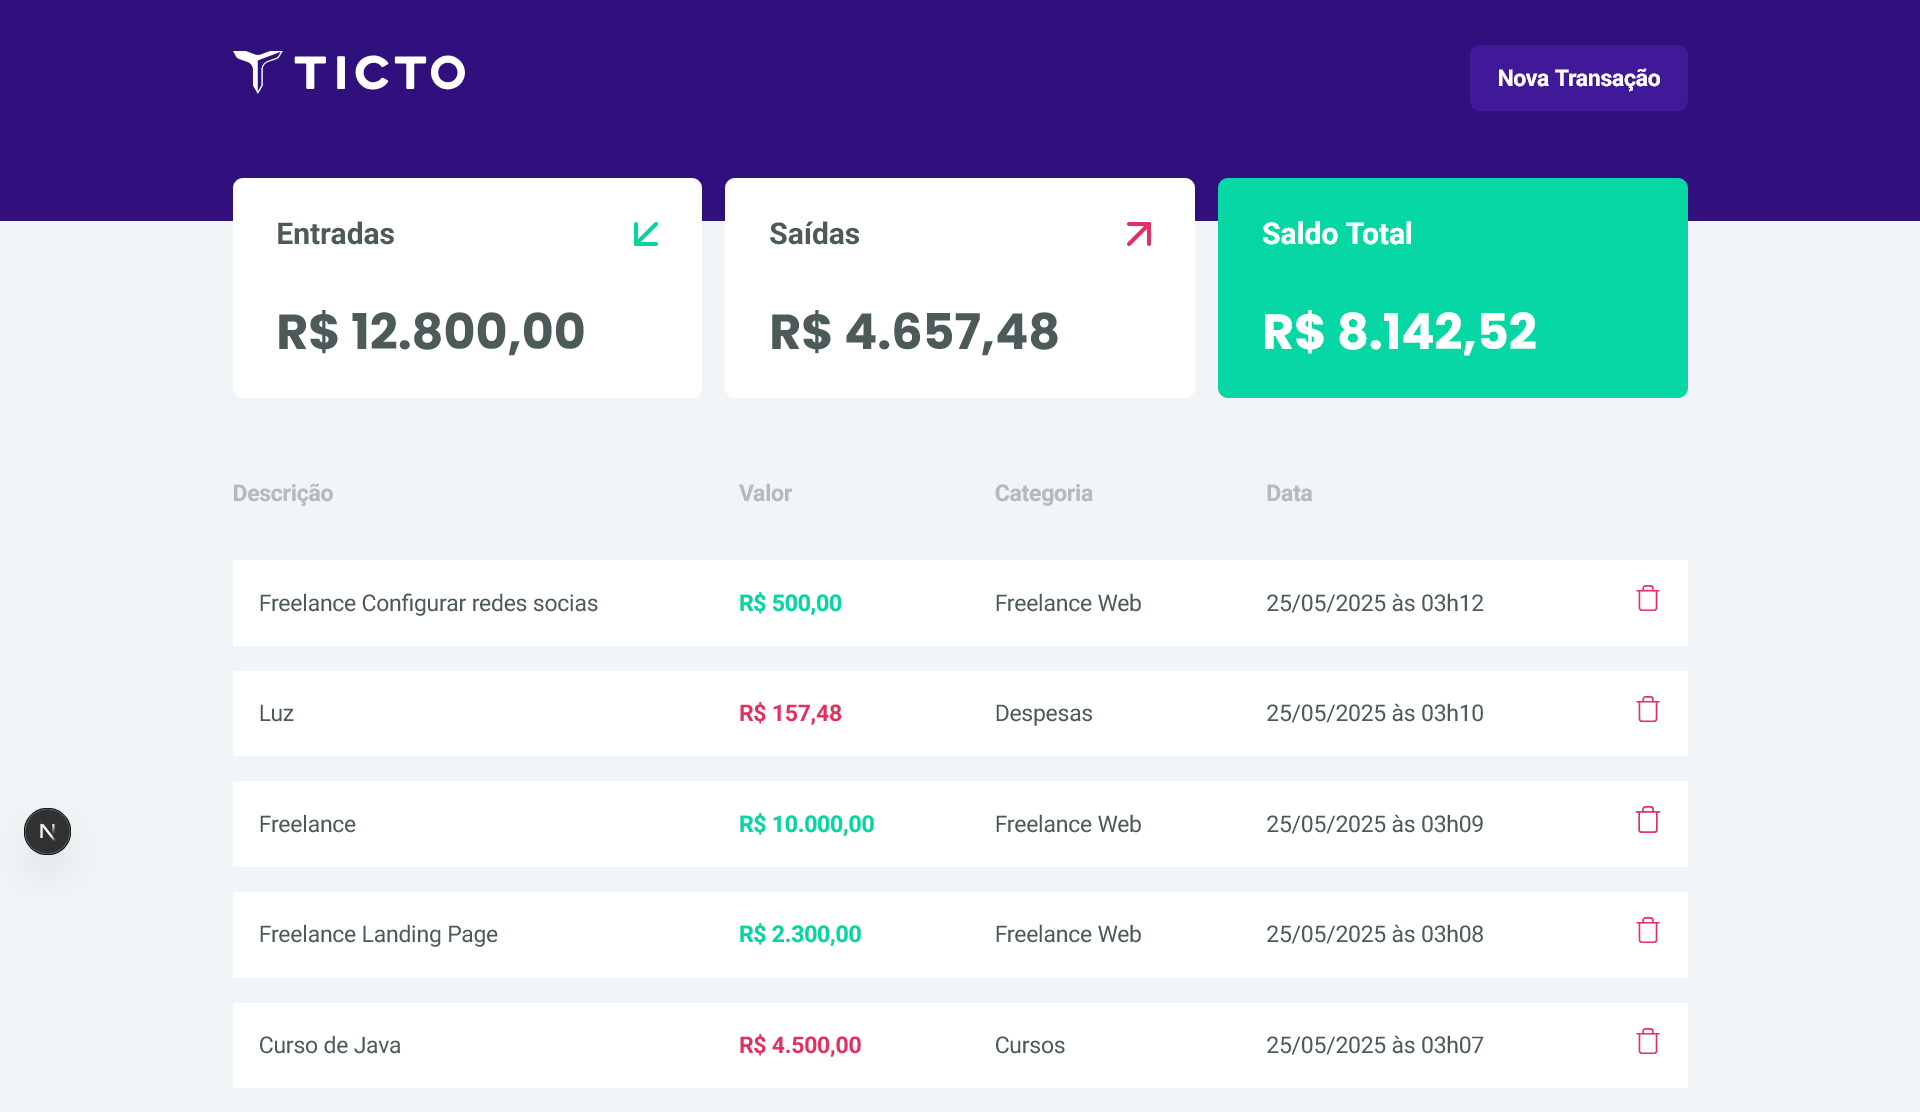 TICTO
Nova Transação
Entradas
Saídas
Saldo Total
R$ 12.800,00
R$ 4.657,48
R$ 8.142,52
Descrição Valor Categoria Data
Freelance Configurar redes socias R$ 500,00 Freelance Web 25/05/2025 às 03h12
Luz R$ 157,48 Despesas 25/05/2025 às 03h10
N
Freelance R$ 10.000,00 Freelance Web 25/05/2025 às 03h09
Freelance Landing Page R$ 2.300,00 Freelance Web 25/05/2025 às 03h08
Curso de Java R$ 4.500,00 Cursos 25/05/2025 às 03h07